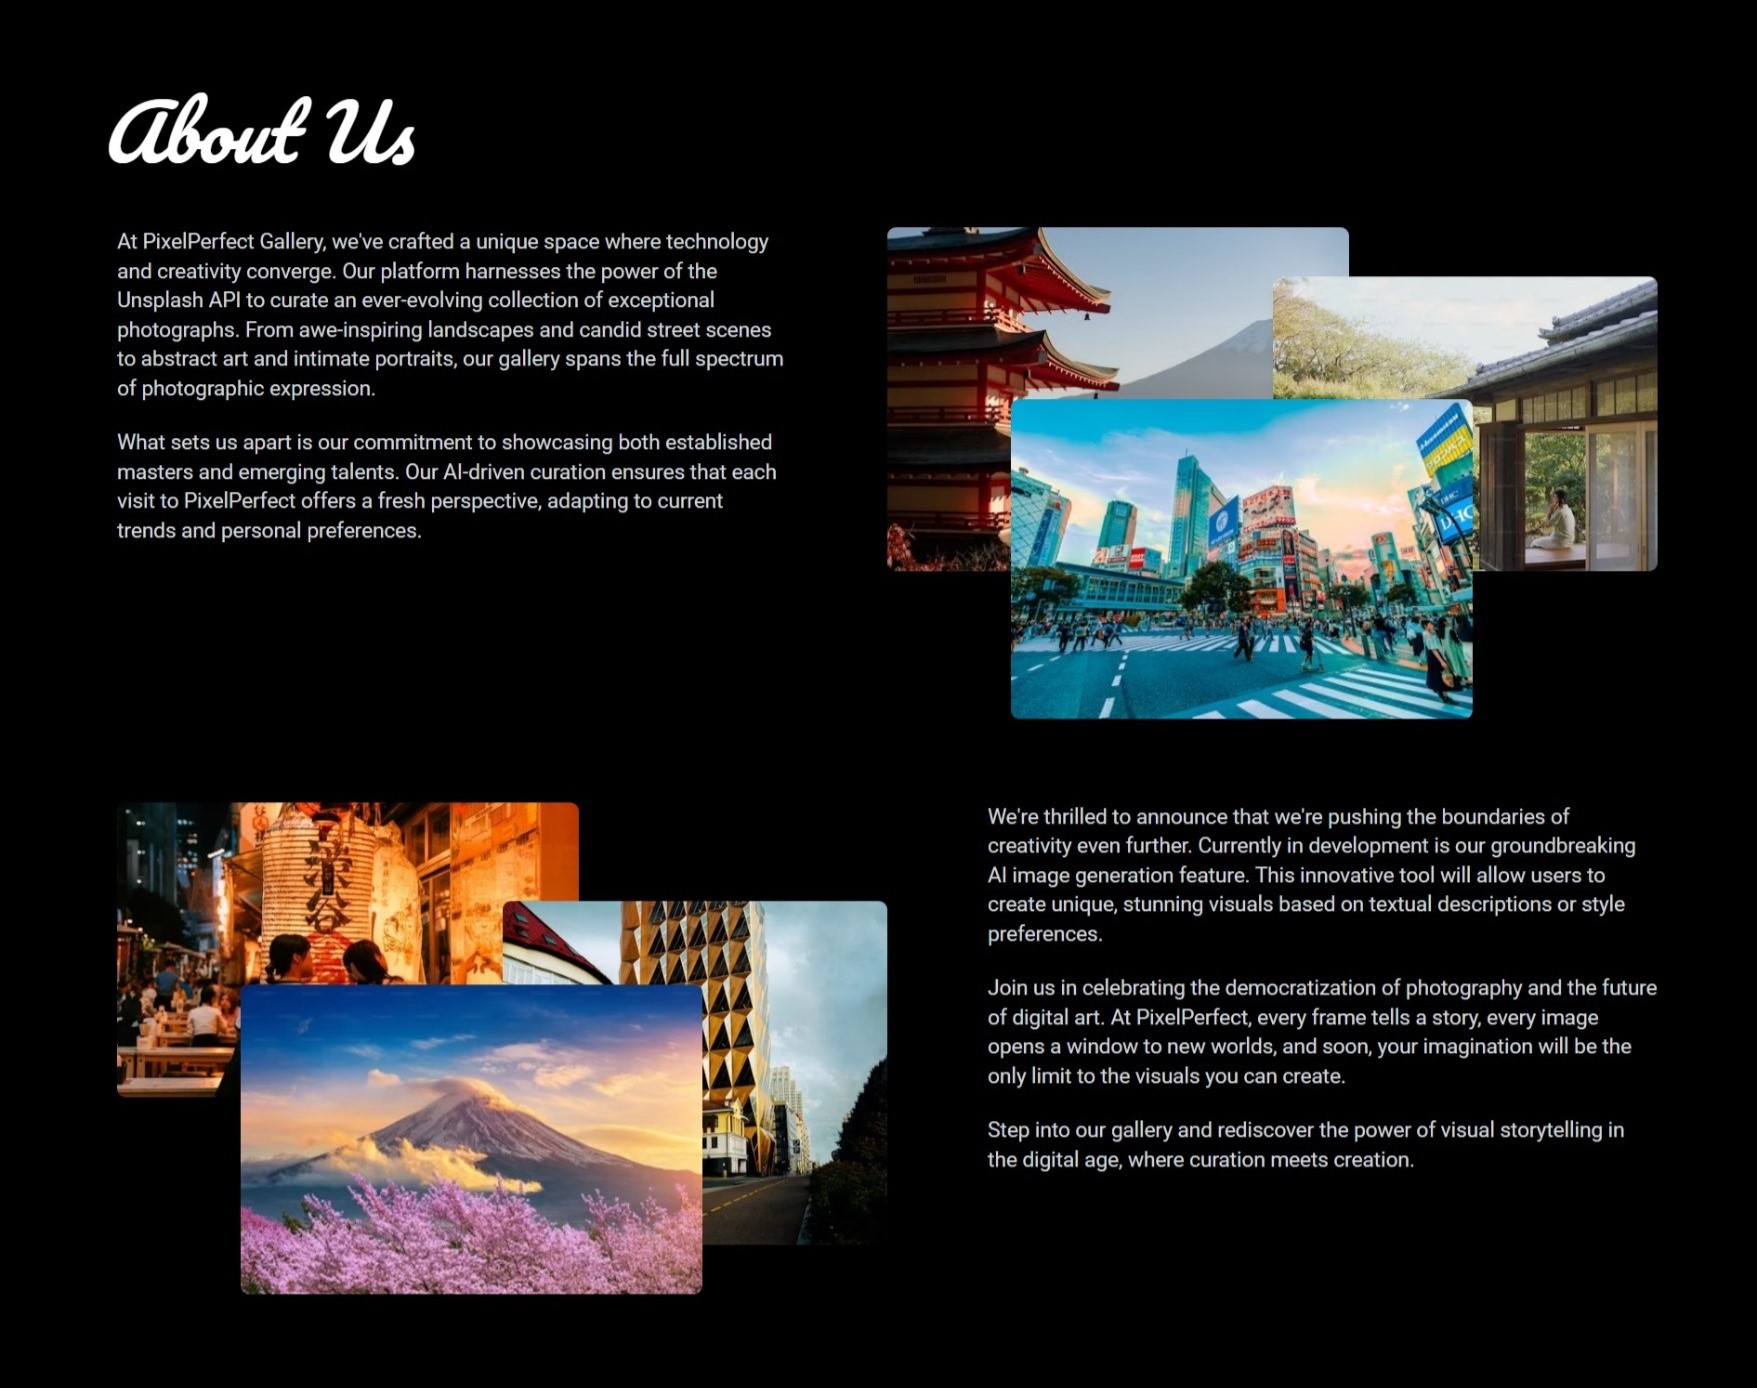 About Us
At PixelPerfect Gallery, we've crafted a unique space where technology
and creativity converge. Our platform harnesses the power of the
Unsplash API to curate an ever-evolving collection of exceptional
photographs. From awe-inspiring landscapes and candid street scenes
to abstract art and intimate portraits, our gallery spans the full spectrum
of photographic expression.
What sets us apart is our commitment to showcasing both established
masters and emerging talents. Our AI-driven curation ensures that each
visit to PixelPerfect offers a fresh perspective, adapting to current
trends and personal preferences.
DHC
We're thrilled to announce that we're pushing the boundaries of
creativity even further. Currently in development is our groundbreaking
AI image generation feature. This innovative tool will allow users to
create unique, stunning visuals based on textual descriptions or style
preferences.
Join us in celebrating the democratization of photography and the future
of digital art. At PixelPerfect, every frame tells a story, every image
opens a window to new worlds, and soon, your imagination will be the
only limit to the visuals you can create.
Step into our gallery and rediscover the power of visual storytelling in
the digital age, where curation meets creation.